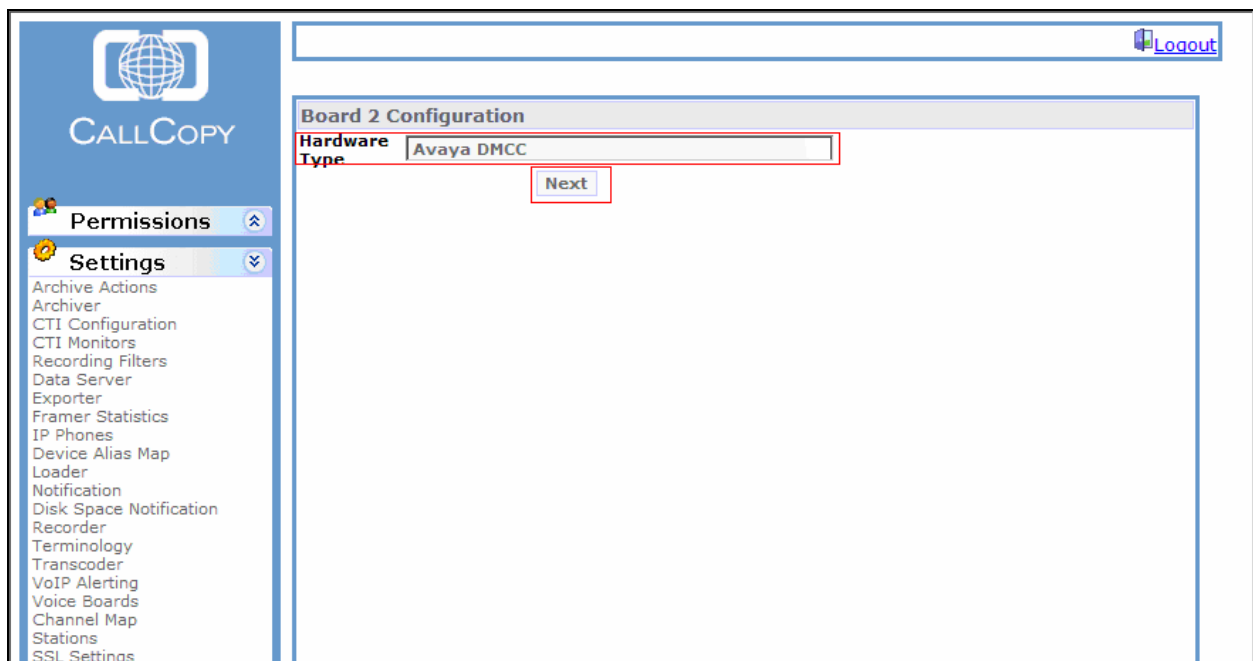 Logout
CALLCOPY
Board 2 Configuration
Hardware Type
Avaya DMCC
Next
Permissions
Settings
Archive Actions
Archiver
CTI Configuration
CTI Monitors
Recording Filters
Data Server
Exporter
Framer Statistics
IP Phones
Device Alias Map
Loader
Notification
Disk Space Notification
Recorder
Terminology
Transcoder
VoIP Alerting
Voice Boards
Channel Map
Stations
SSL Settings